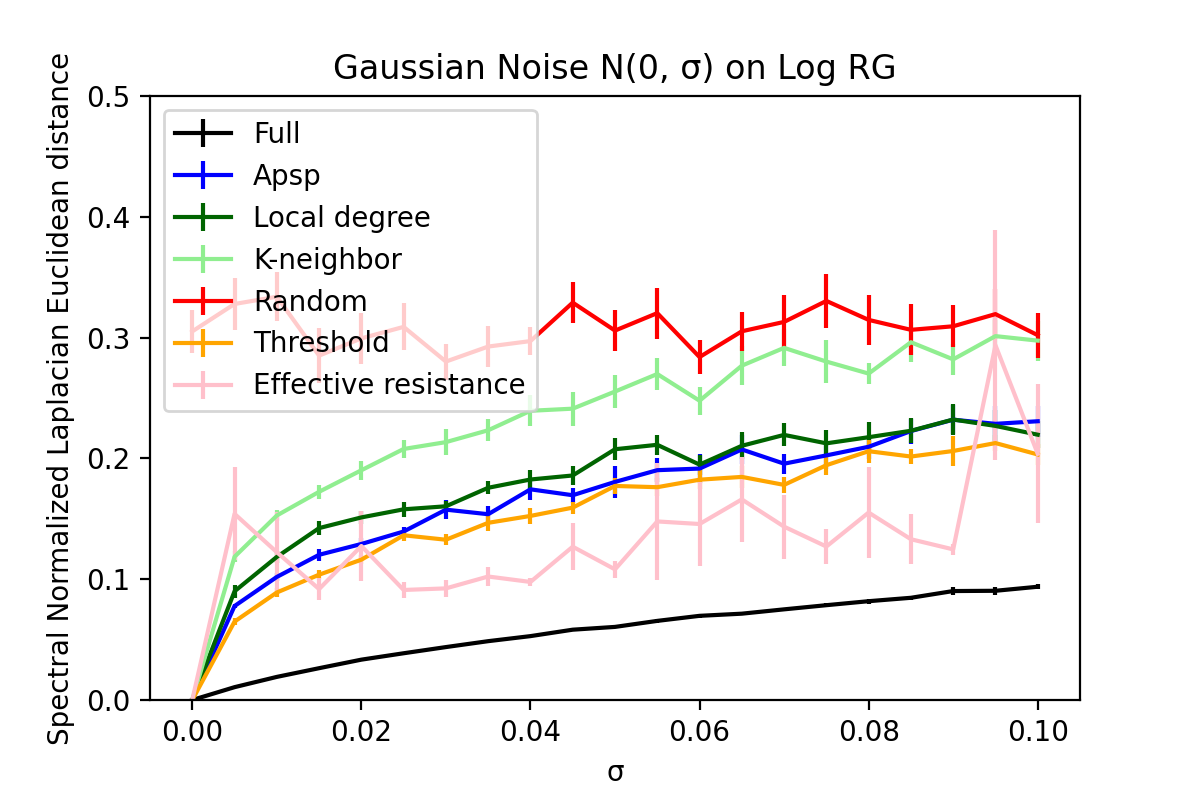 Gaussian Noise N(0, σ) on Log RG
Spectral Normalized Laplacian Euclidean distance
0.5
0.4
0.3
0.2
0.1
0.0
Full
Apsp
Local degree
K-neighbor
Random
Threshold
Effective resistance
0.00 0.02 0.04 0.06 0.08 0.10
σ